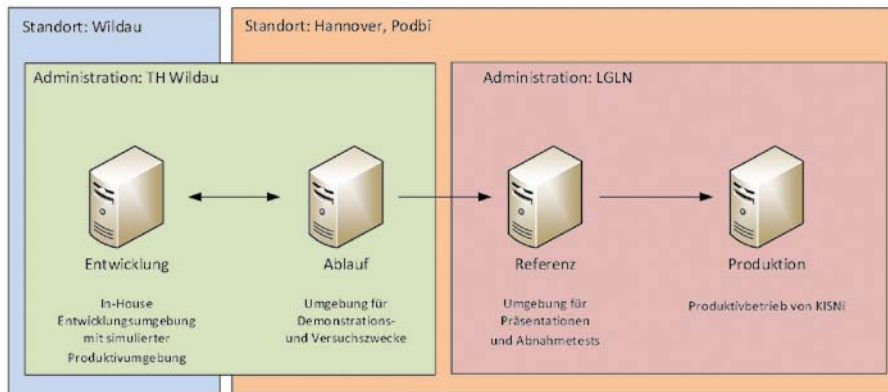 Standort: Wildau
Standort: Hannover, Podbi
Administration: TH Wildau
Administration: LGLN
Entwicklung
Ablauf
Referenz
Produktion
In-House
Entwicklungsumgebung
mit simulierter
Produktivumgebung
Umgebung für
Demonstrations-
und Versuchszwecke
Umgebung für
Präsentationen
und Abnahmetests
Produktivbetrieb von KISNi